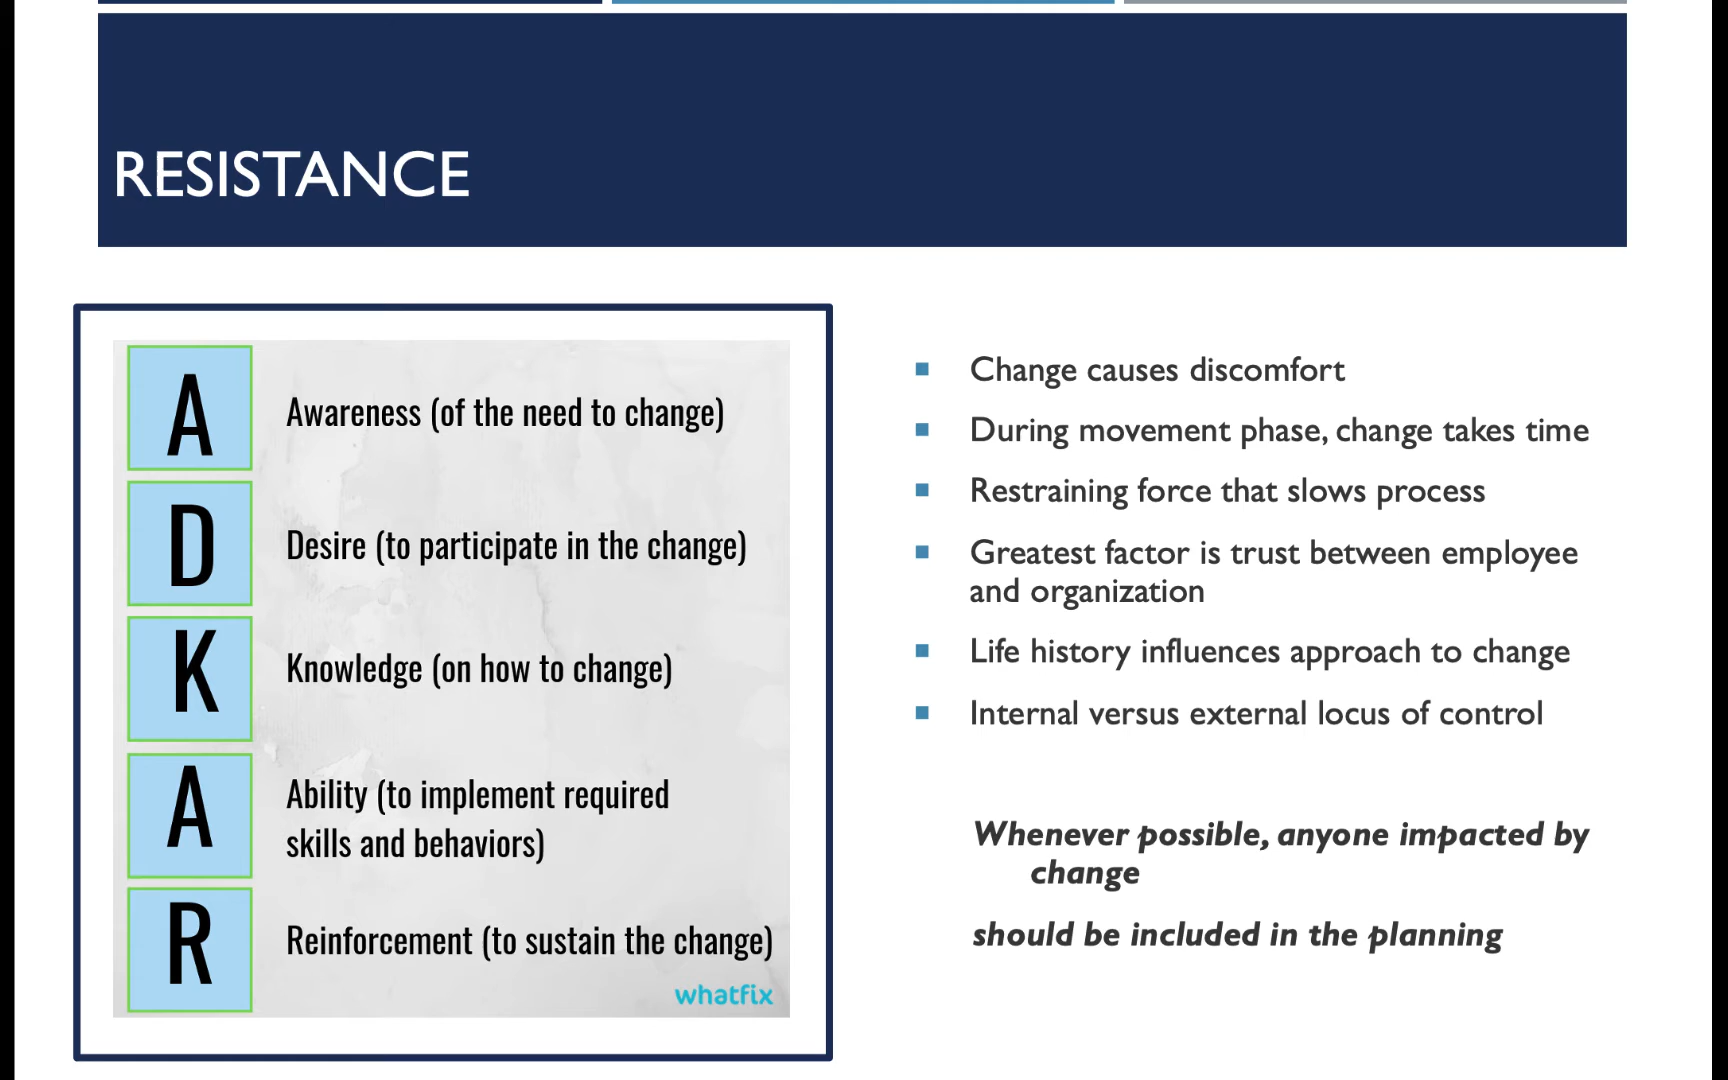 RESISTANCE
A
Awareness (of the need to change)
D
Desire (to participate in the change)
K
Knowledge (on how to change)
A
Ability (to implement required
skills and behaviors)
R
Reinforcement (to sustain the change)
whatfix
Change causes discomfort
During movement phase, change takes time
Restraining force that slows process
Greatest factor is trust between employee
and organization
Life history influences approach to change
Internal versus external locus of control
Whenever possible, anyone impacted by
change
should be included in the planning